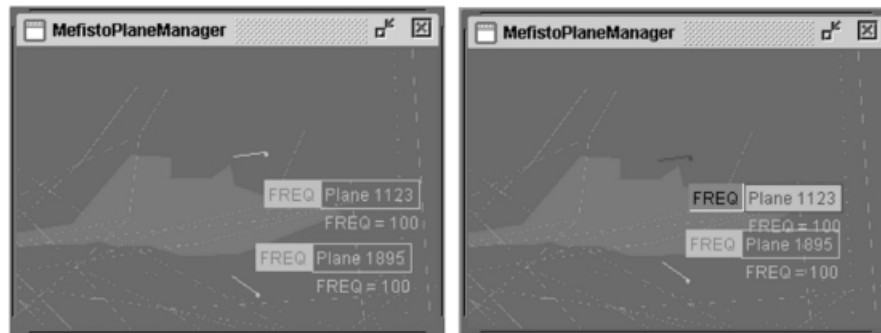 MefistoPlaneManager
FREQ Plane 1123
FREQ = 100
FREQ Plane 1895
FREQ = 100
MefistoPlaneManager
FREQ Plane 1123
FREQ = 100
FREQ Plane 1895
FREQ = 100